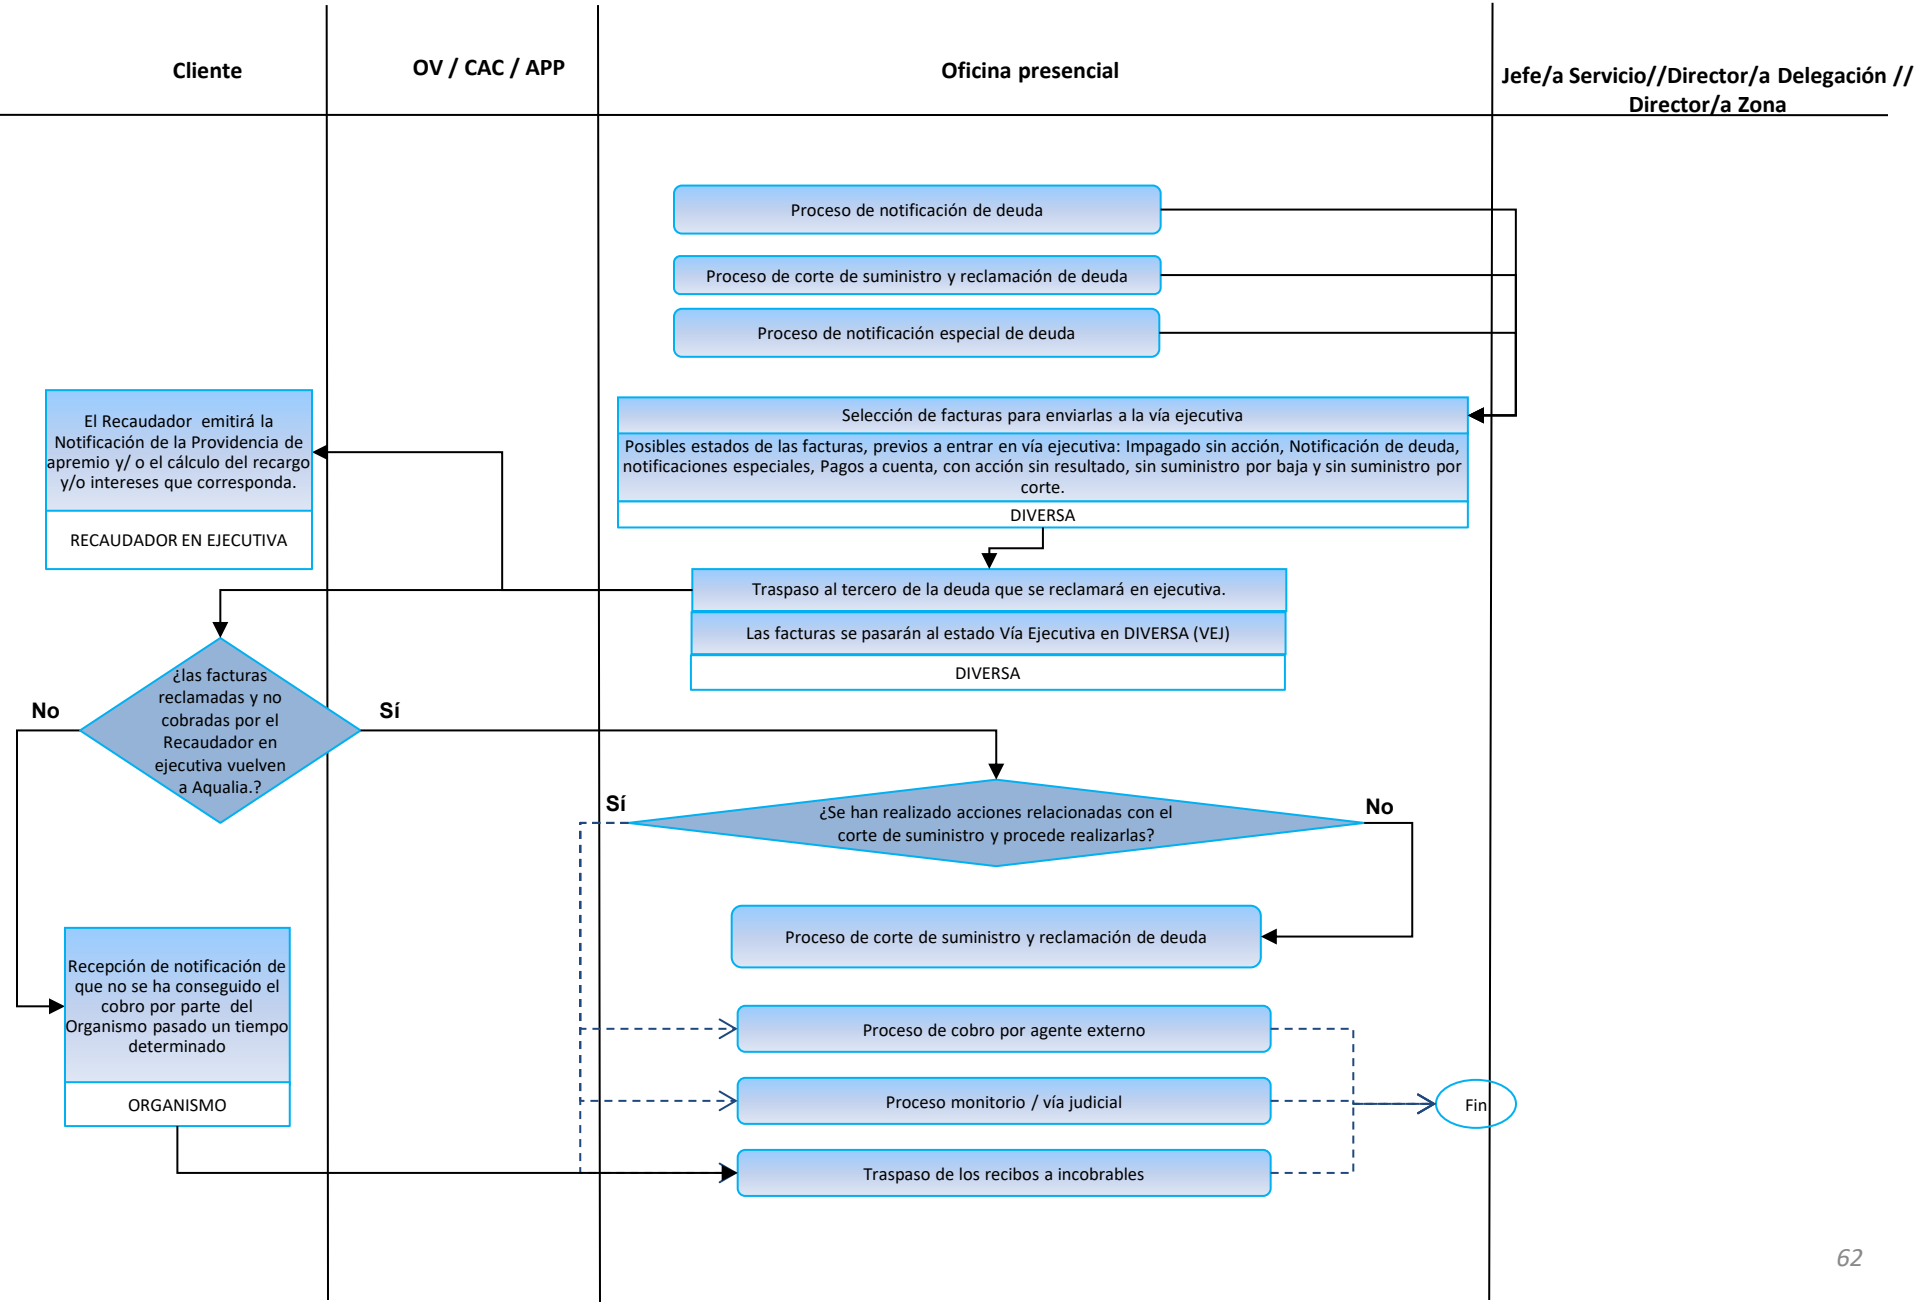 Cliente
OV / CAC / APP
Oficina presencial
Jefe/a Servicio//Director/a Delegación //
Director/a Zona
Proceso de notificación de deuda
Proceso de corte de suministro y reclamación de deuda
Proceso de notificación especial de deuda
El Recaudador emitirá la
Notificación de la Providencia de
apremio y/ o el cálculo del recargo
y/o intereses que corresponda.
RECAUDADOR EN EJECUTIVA
Selección de facturas para enviarlas a la vía ejecutiva
Posibles estados de las facturas, previos a entrar en vía ejecutiva: Impagado sin acción, Notificación de deuda,
notificaciones especiales, Pagos a cuenta, con acción sin resultado, sin suministro por baja y sin suministro por
corte.
DIVERSA
Traspaso al tercero de la deuda que se reclamará en ejecutiva.
Las facturas se pasarán al estado Vía Ejecutiva en DIVERSA (VEJ)
DIVERSA
¿las facturas
reclamadas y no
cobradas por el
Recaudador en
ejecutiva vuelven
a Aqualia.?
No
Sí
¿Se han realizado acciones relacionadas con el
corte de suministro y procede realizarlas?
Sí
No
Proceso de corte de suministro y reclamación de deuda
Recepción de notificación de
que no se ha conseguido el
cobro por parte del
Organismo pasado un tiempo
determinado
ORGANISMO
Proceso de cobro por agente externo
Proceso monitorio / vía judicial
Traspaso de los recibos a incobrables
Fin
62